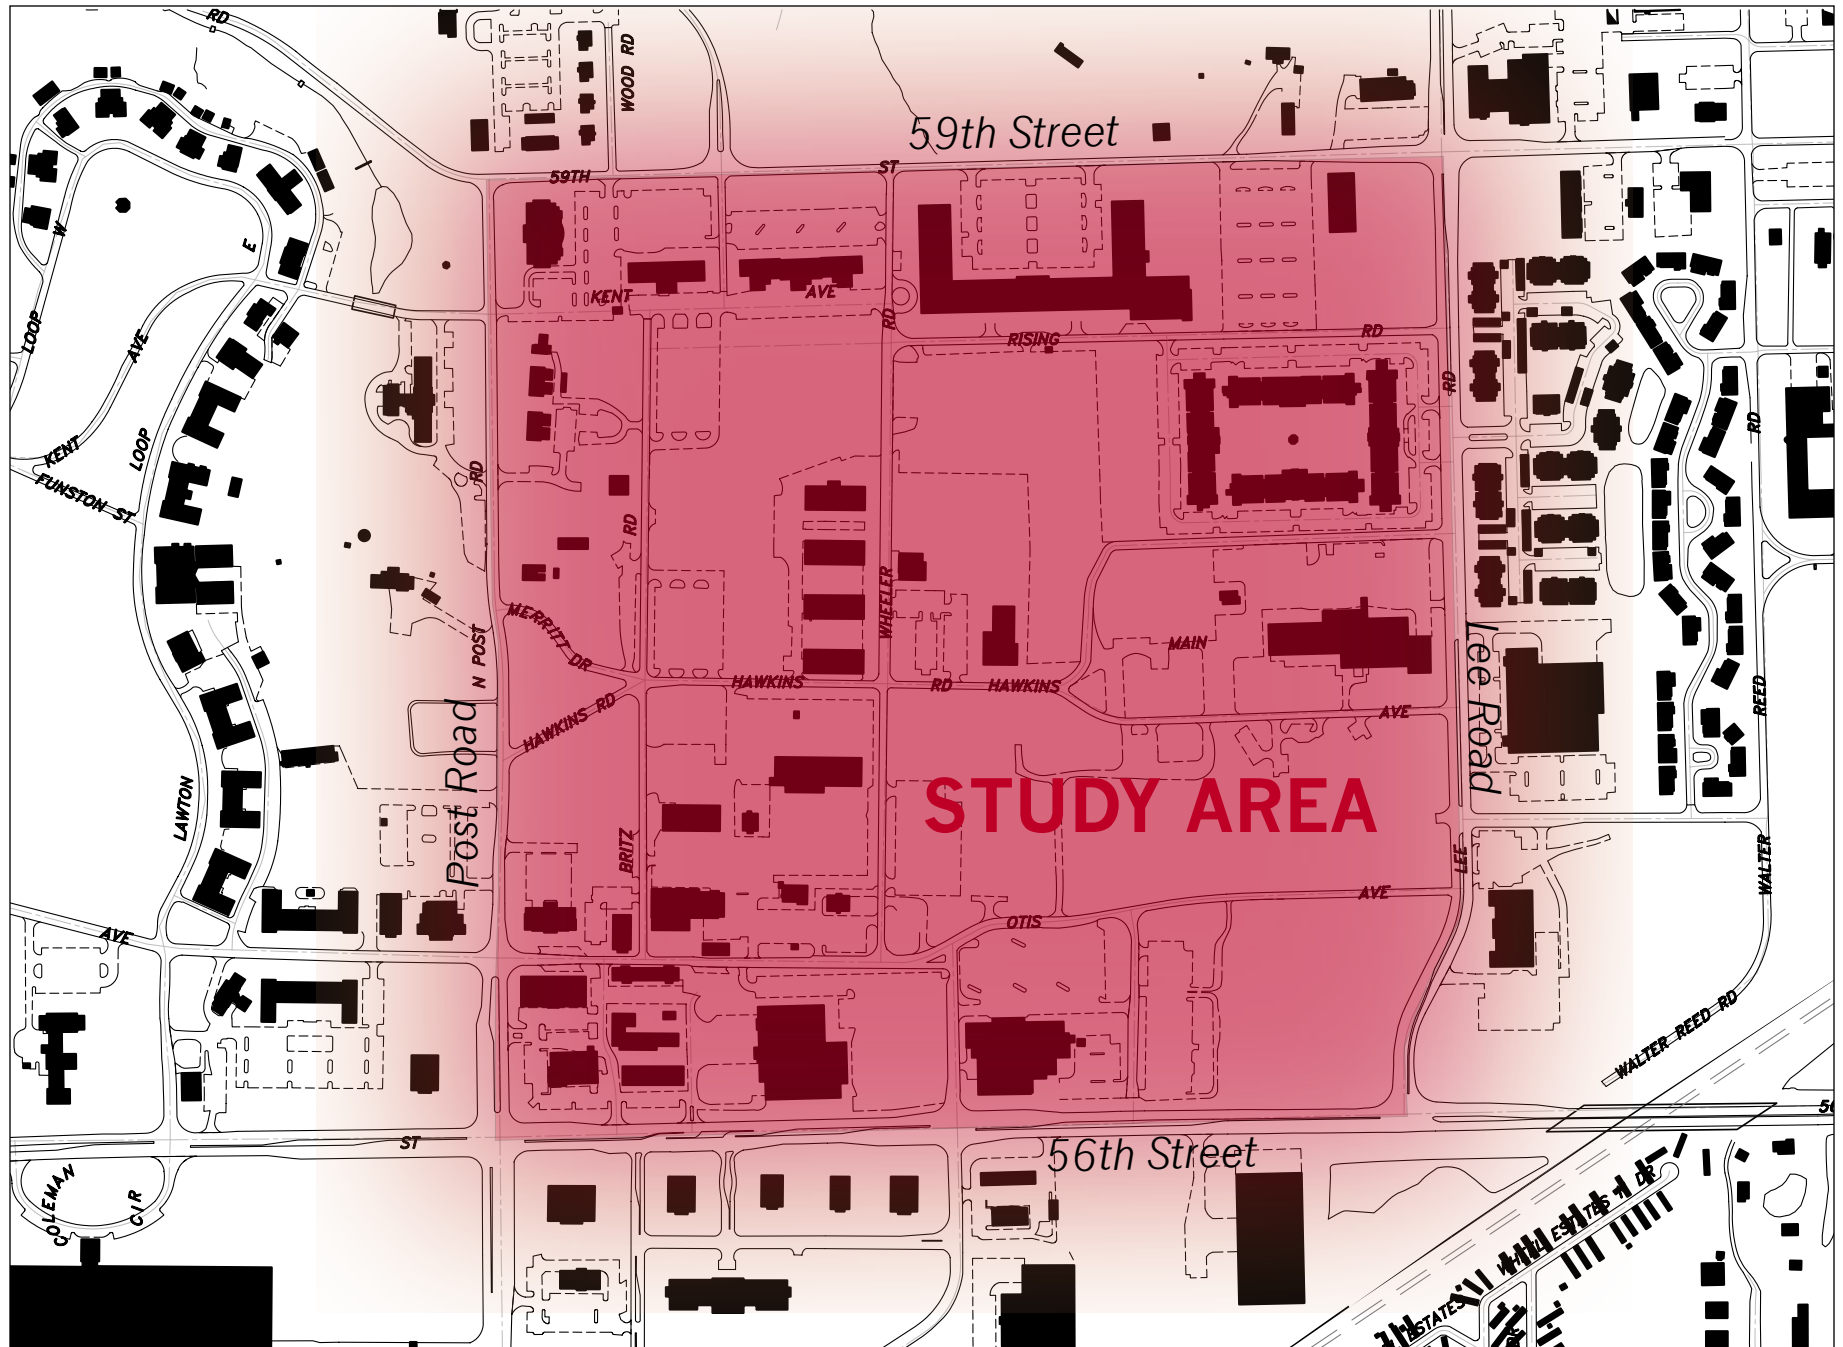 RD
WOOD RD
59th Street
59TH
ST
W
E
LOOP
AVE
KENT
AVE
RD
RISING
RD
RD
KENT
LOOP
FUNSTON ST
RD
RD
RD
MERRITT DR
WHEELER
N POST
MAIN
HAWKINS
RD
HAWKINS
HAWKINS RD
AVE
Post Road
Lee Road
REED
STUDY AREA
LAWTON
BRITZ
LEE
WALTER
AVE
OTIS
AVE
WALTER REED RD
56
ST
56th Street
COLEMAN
CIR
ESTATES
DR
ESTATES